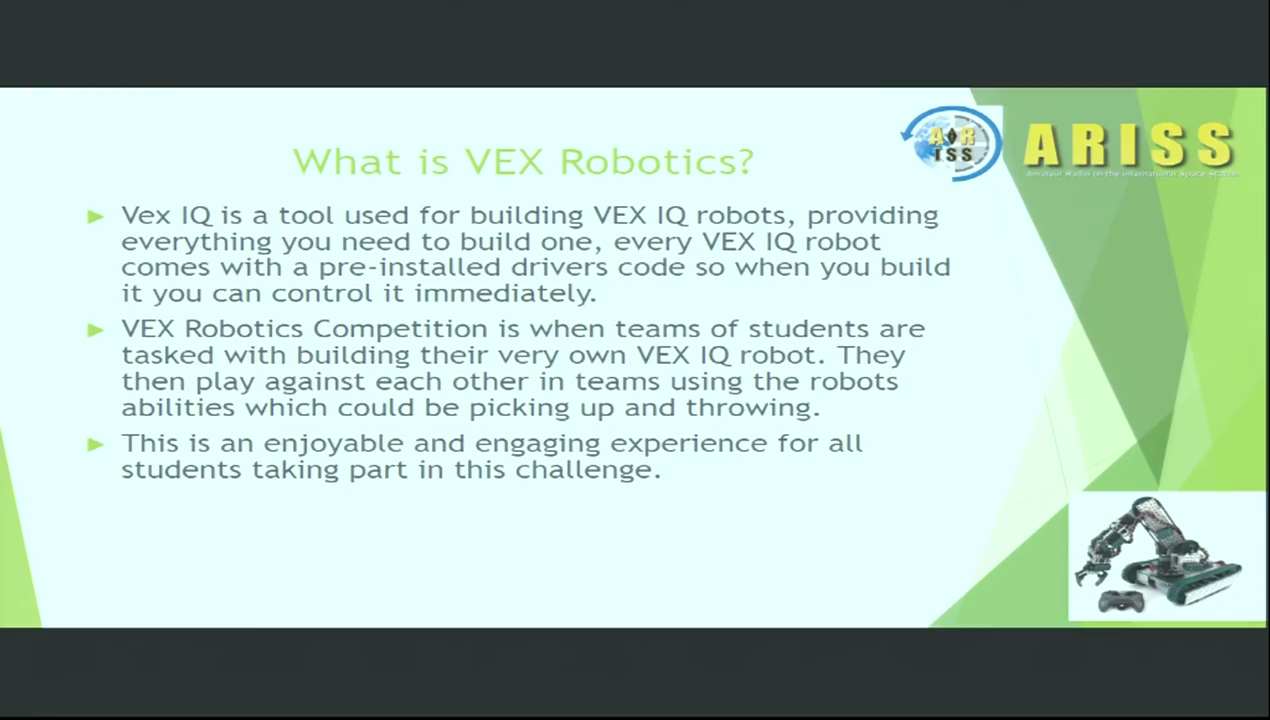 What is VEX Robotics?
A R
ISS
ARISS
Amateur Radio on the International Space Station
Vex IQ is a tool used for building VEX IQ robots, providing
everything you need to build one, every VEX IQ robot
comes with a pre-installed drivers code so when you build
it you can control it immediately.
VEX Robotics Competition is when teams of students are
tasked with building their very own VEX IQ robot. They
then play against each other in teams using the robots
abilities which could be picking up and throwing.
This is an enjoyable and engaging experience for all
students taking part in this challenge.